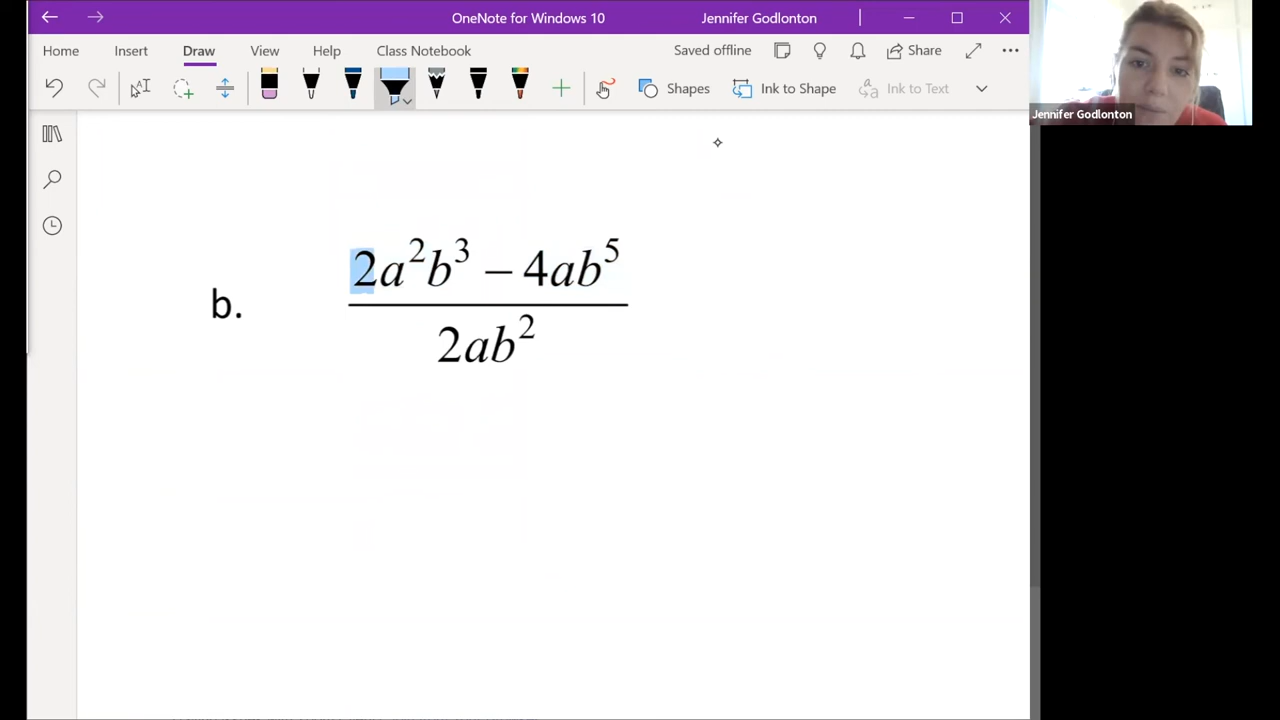 OneNote for Windows 10
Jennifer Godlonton
Home Insert Draw View Help Class Notebook
Saved offline
Share
Shapes
Ink to Shape
Ink to Text
Jennifer Godlonton
b.
2a²b³ – 4ab⁵
2ab²